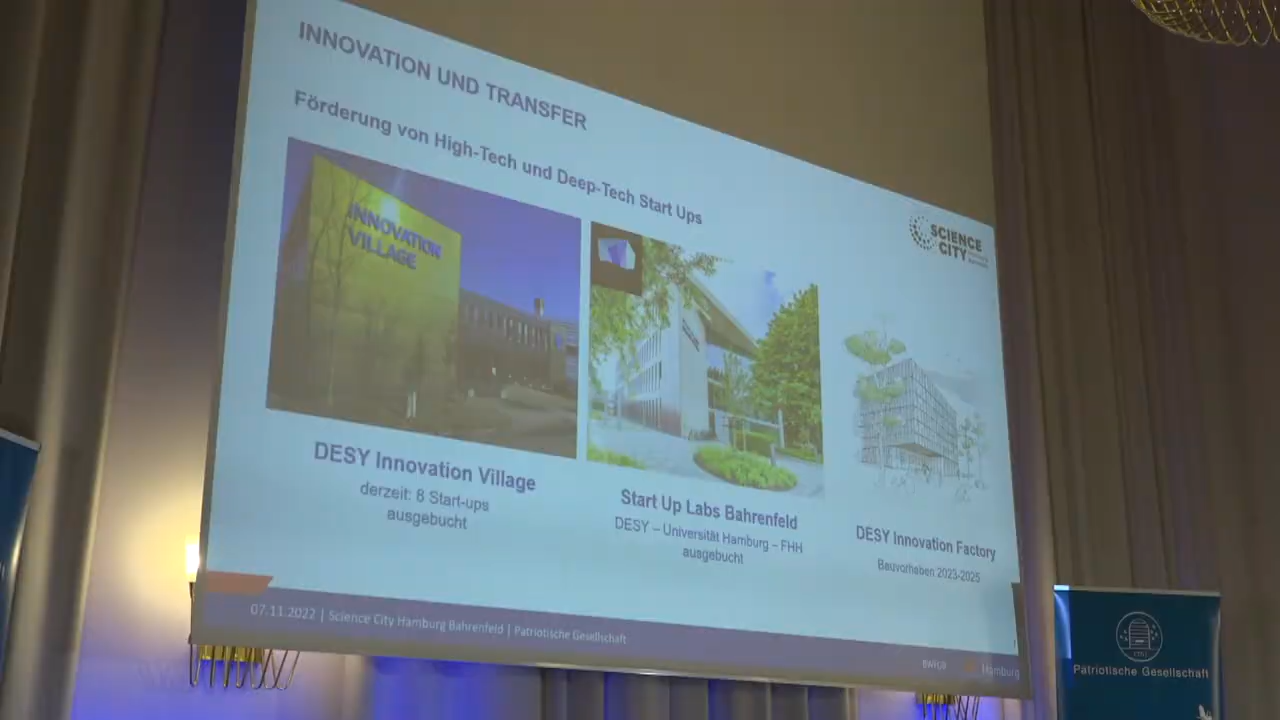 INNOVATION UND TRANSFER
Förderung von High-Tech und Deep-Tech Start Ups
SCIENCE
CITY
INNOVATION
VILLAGE
DESY Innovation Village
derzeit: 8 Start-ups
ausgebucht
Start Up Labs Bahrenfeld
DESY – Universität Hamburg – FHH
ausgebucht
DESY Innovation Factory
Bauvorhaben 2023-2025
07.11.2022 | Science City Hamburg Bahrenfeld | Patriotische Gesellschaft
Hamburg
Patriotische Gesellschaft